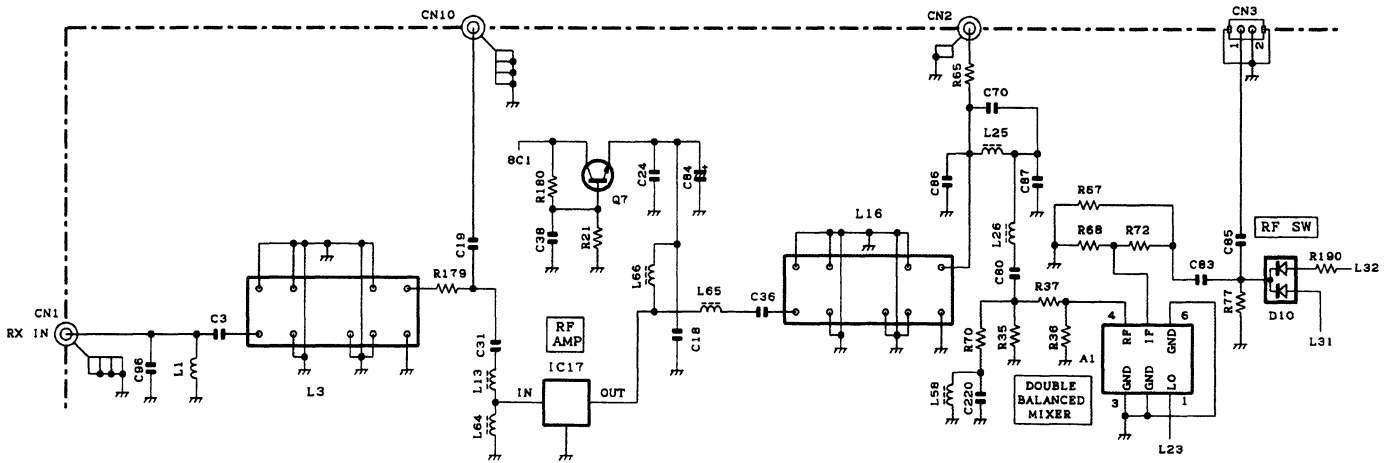 CN10
CN2
CN3
1
2
R65
C70
L25
8C1
R180
Q7
C24
C84
+
C86
C87
C38
R21
C19
L16
R67
R68
R72
L26
C80
C85
RF SW
R190
L32
L66
R179
L65
C36
C83
D10
R77
L31
CN1
RX IN
C3
C96
L1
L3
C31
L13
L64
RF
AMP
IC17
IN
OUT
C18
R37
R70
R35
R36
4
6
RF
IF
GND
A1
GND
GND
LO
3
1
L23
L58
C220
DOUBLE
BALANCED
MIXER